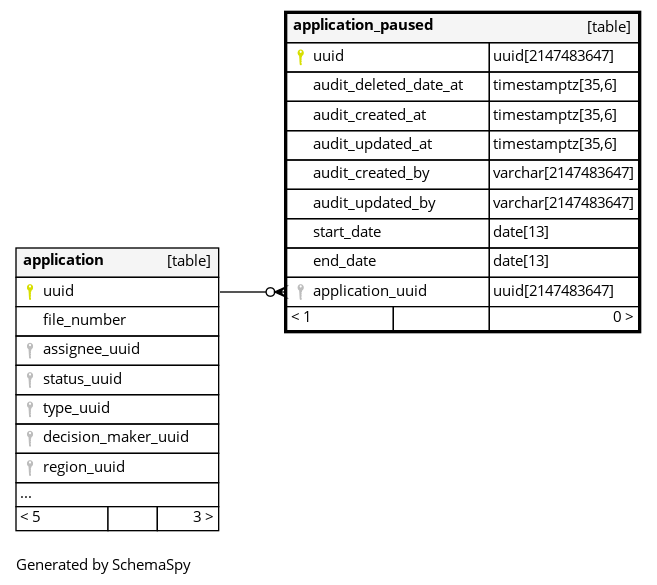 application_paused [table]
uuid uuid[2147483647]
audit_deleted_date_at timestamptz[35,6]
audit_created_at timestamptz[35,6]
audit_updated_at timestamptz[35,6]
audit_created_by varchar[2147483647]
audit_updated_by varchar[2147483647]
start_date date[13]
end_date date[13]
application_uuid uuid[2147483647]
< 1 0 >
application [table]
uuid
file_number
assignee_uuid
status_uuid
type_uuid
decision_maker_uuid
region_uuid
...
< 5 3 >
Generated by SchemaSpy